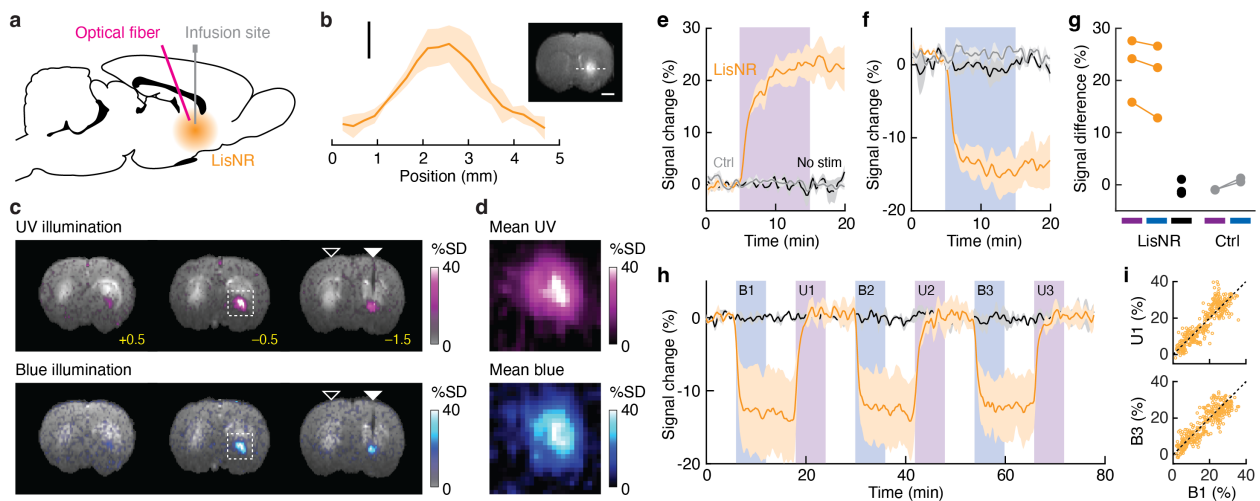 a
Optical fiber
Infusion site
LisNR
b
0
1
2
3
4
5
Position (mm)
c
UV illumination
+0.5
−0.5
−1.5
%SD
40
0
Blue illumination
%SD
40
0
d
Mean UV
%SD
40
0
Mean blue
%SD
40
0
e
Signal change (%)
30
20
10
0
LisNR
Ctrl
No stim
0
10
20
Time (min)
f
Signal change (%)
0
-10
-20
0
10
20
Time (min)
g
Signal difference (%)
30
20
10
0
LisNR
Ctrl
h
Signal change (%)
0
-10
-20
B1
U1
B2
U2
B3
U3
0
20
40
60
80
Time (min)
i
U1 (%)
40
20
0
B3 (%)
40
20
0
0
20
40
B1 (%)